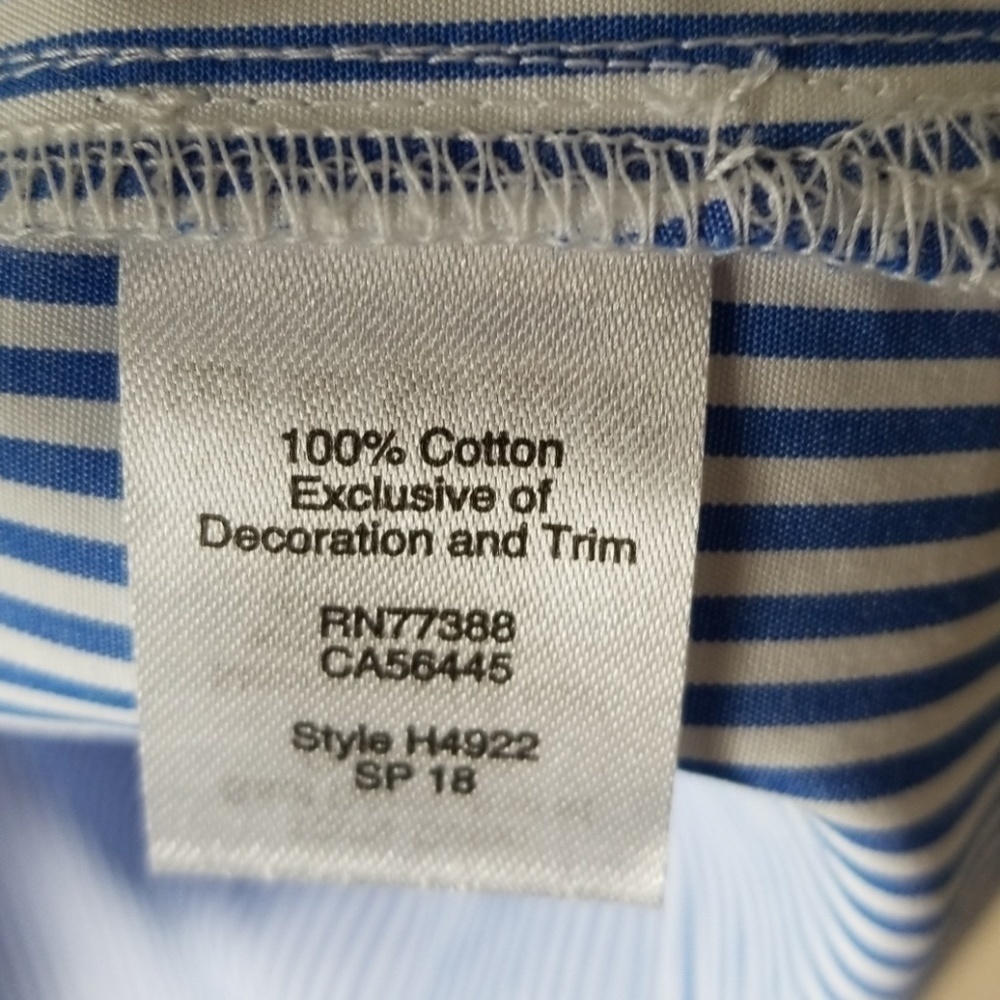 100% Cotton
Exclusive of
Decoration and Trim
RN77388
CA56445
Style H4922
SP 18